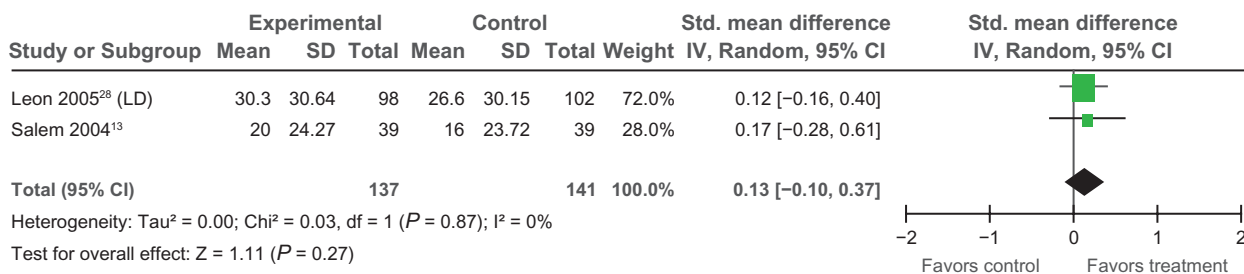 Experimental Control Std. mean difference Std. mean difference
Study or Subgroup Mean SD Total Mean SD Total Weight IV, Random, 95% CI IV, Random, 95% CI
Leon 2005²⁸ (LD) 30.3 30.64 98 26.6 30.15 102 72.0% 0.12 [−0.16, 0.40]
Salem 2004¹³ 20 24.27 39 16 23.72 39 28.0% 0.17 [−0.28, 0.61]
Total (95% CI) 137 141 100.0% 0.13 [−0.10, 0.37]
Heterogeneity: Tau² = 0.00; Chi² = 0.03, df = 1 (P = 0.87); I² = 0%
Test for overall effect: Z = 1.11 (P = 0.27)
−2 −1 0 1 2
Favors control Favors treatment